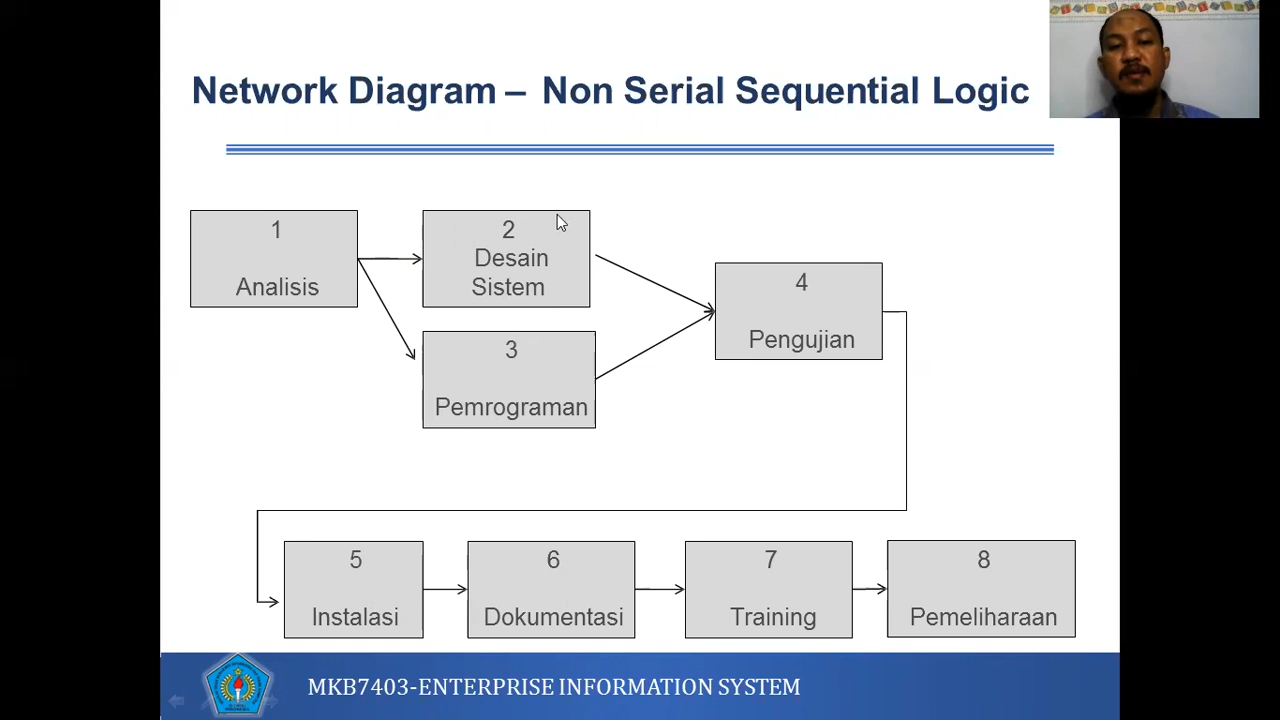 Network Diagram – Non Serial Sequential Logic
1
Analisis
2
Desain
Sistem
3
Pemrograman
4
Pengujian
5
Instalasi
6
Dokumentasi
7
Training
8
Pemeliharaan
MKB7403-ENTERPRISE INFORMATION SYSTEM